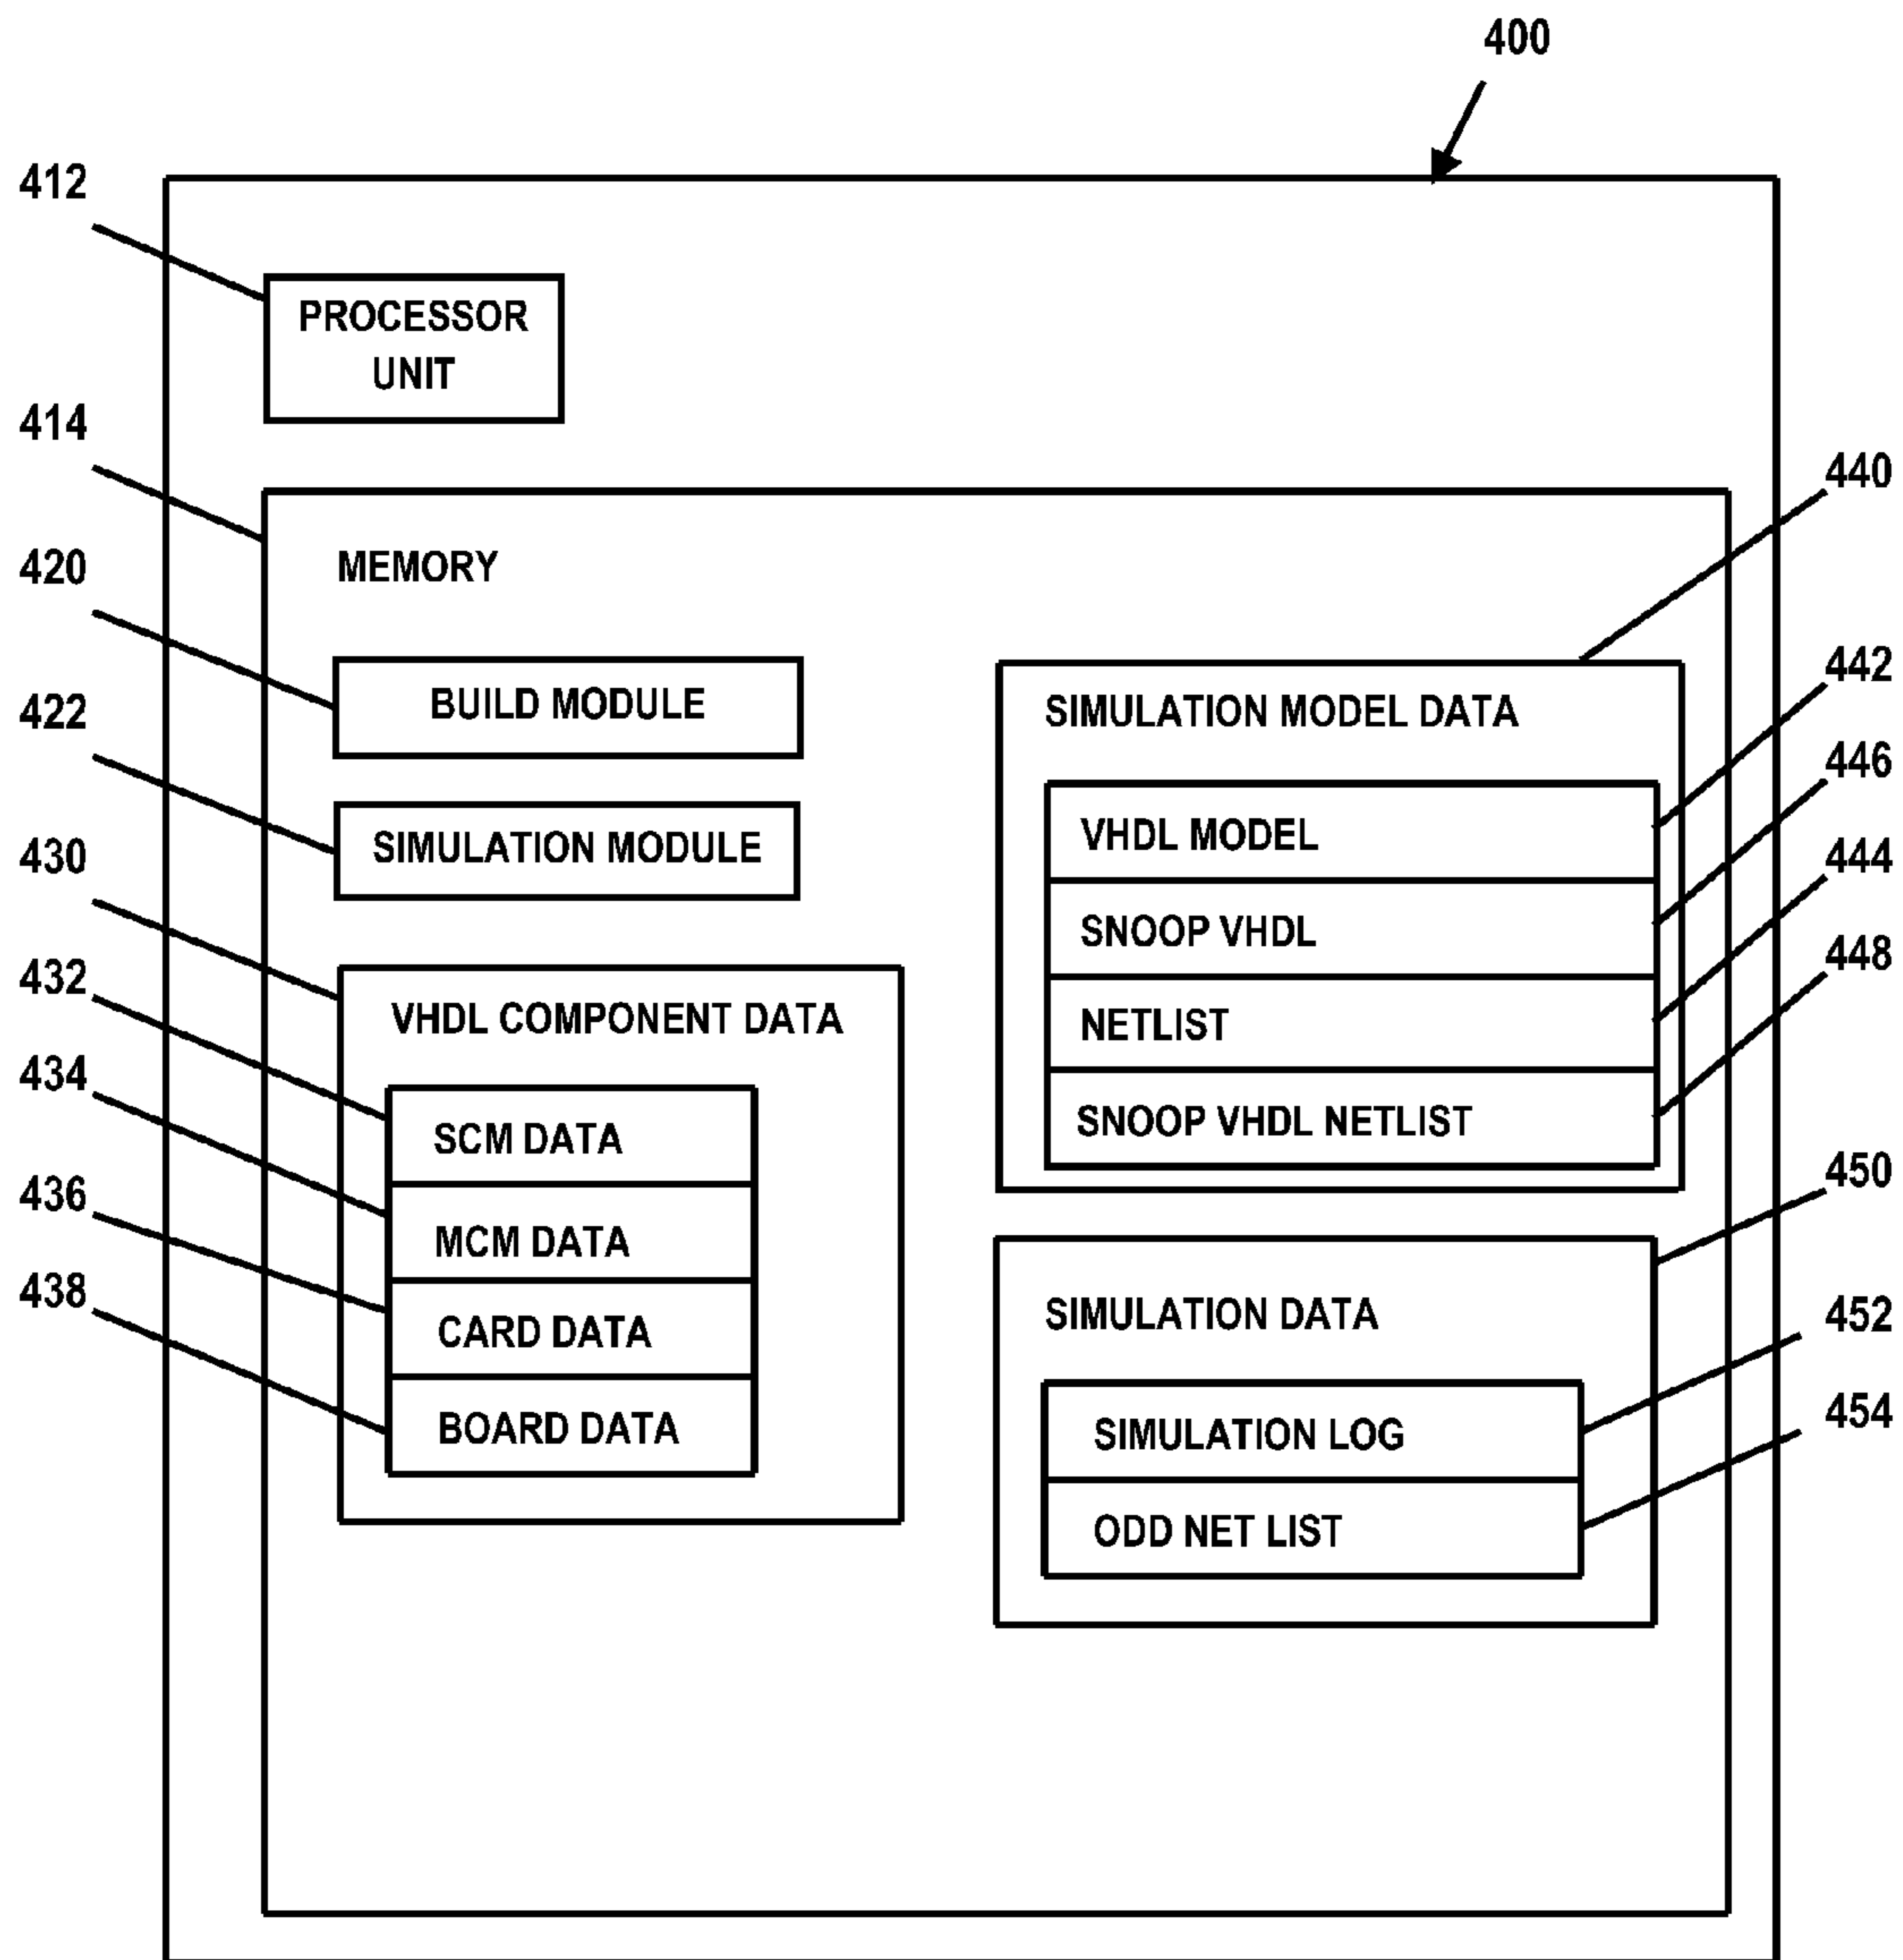 400
412
PROCESSOR
UNIT
414
MEMORY
420
BUILD MODULE
422
SIMULATION MODULE
430
VHDL COMPONENT DATA
432
SCM DATA
434
MCM DATA
436
CARD DATA
438
BOARD DATA
440
SIMULATION MODEL DATA
442
VHDL MODEL
446
SNOOP VHDL
444
NETLIST
448
SNOOP VHDL NETLIST
450
SIMULATION DATA
452
SIMULATION LOG
454
ODD NET LIST